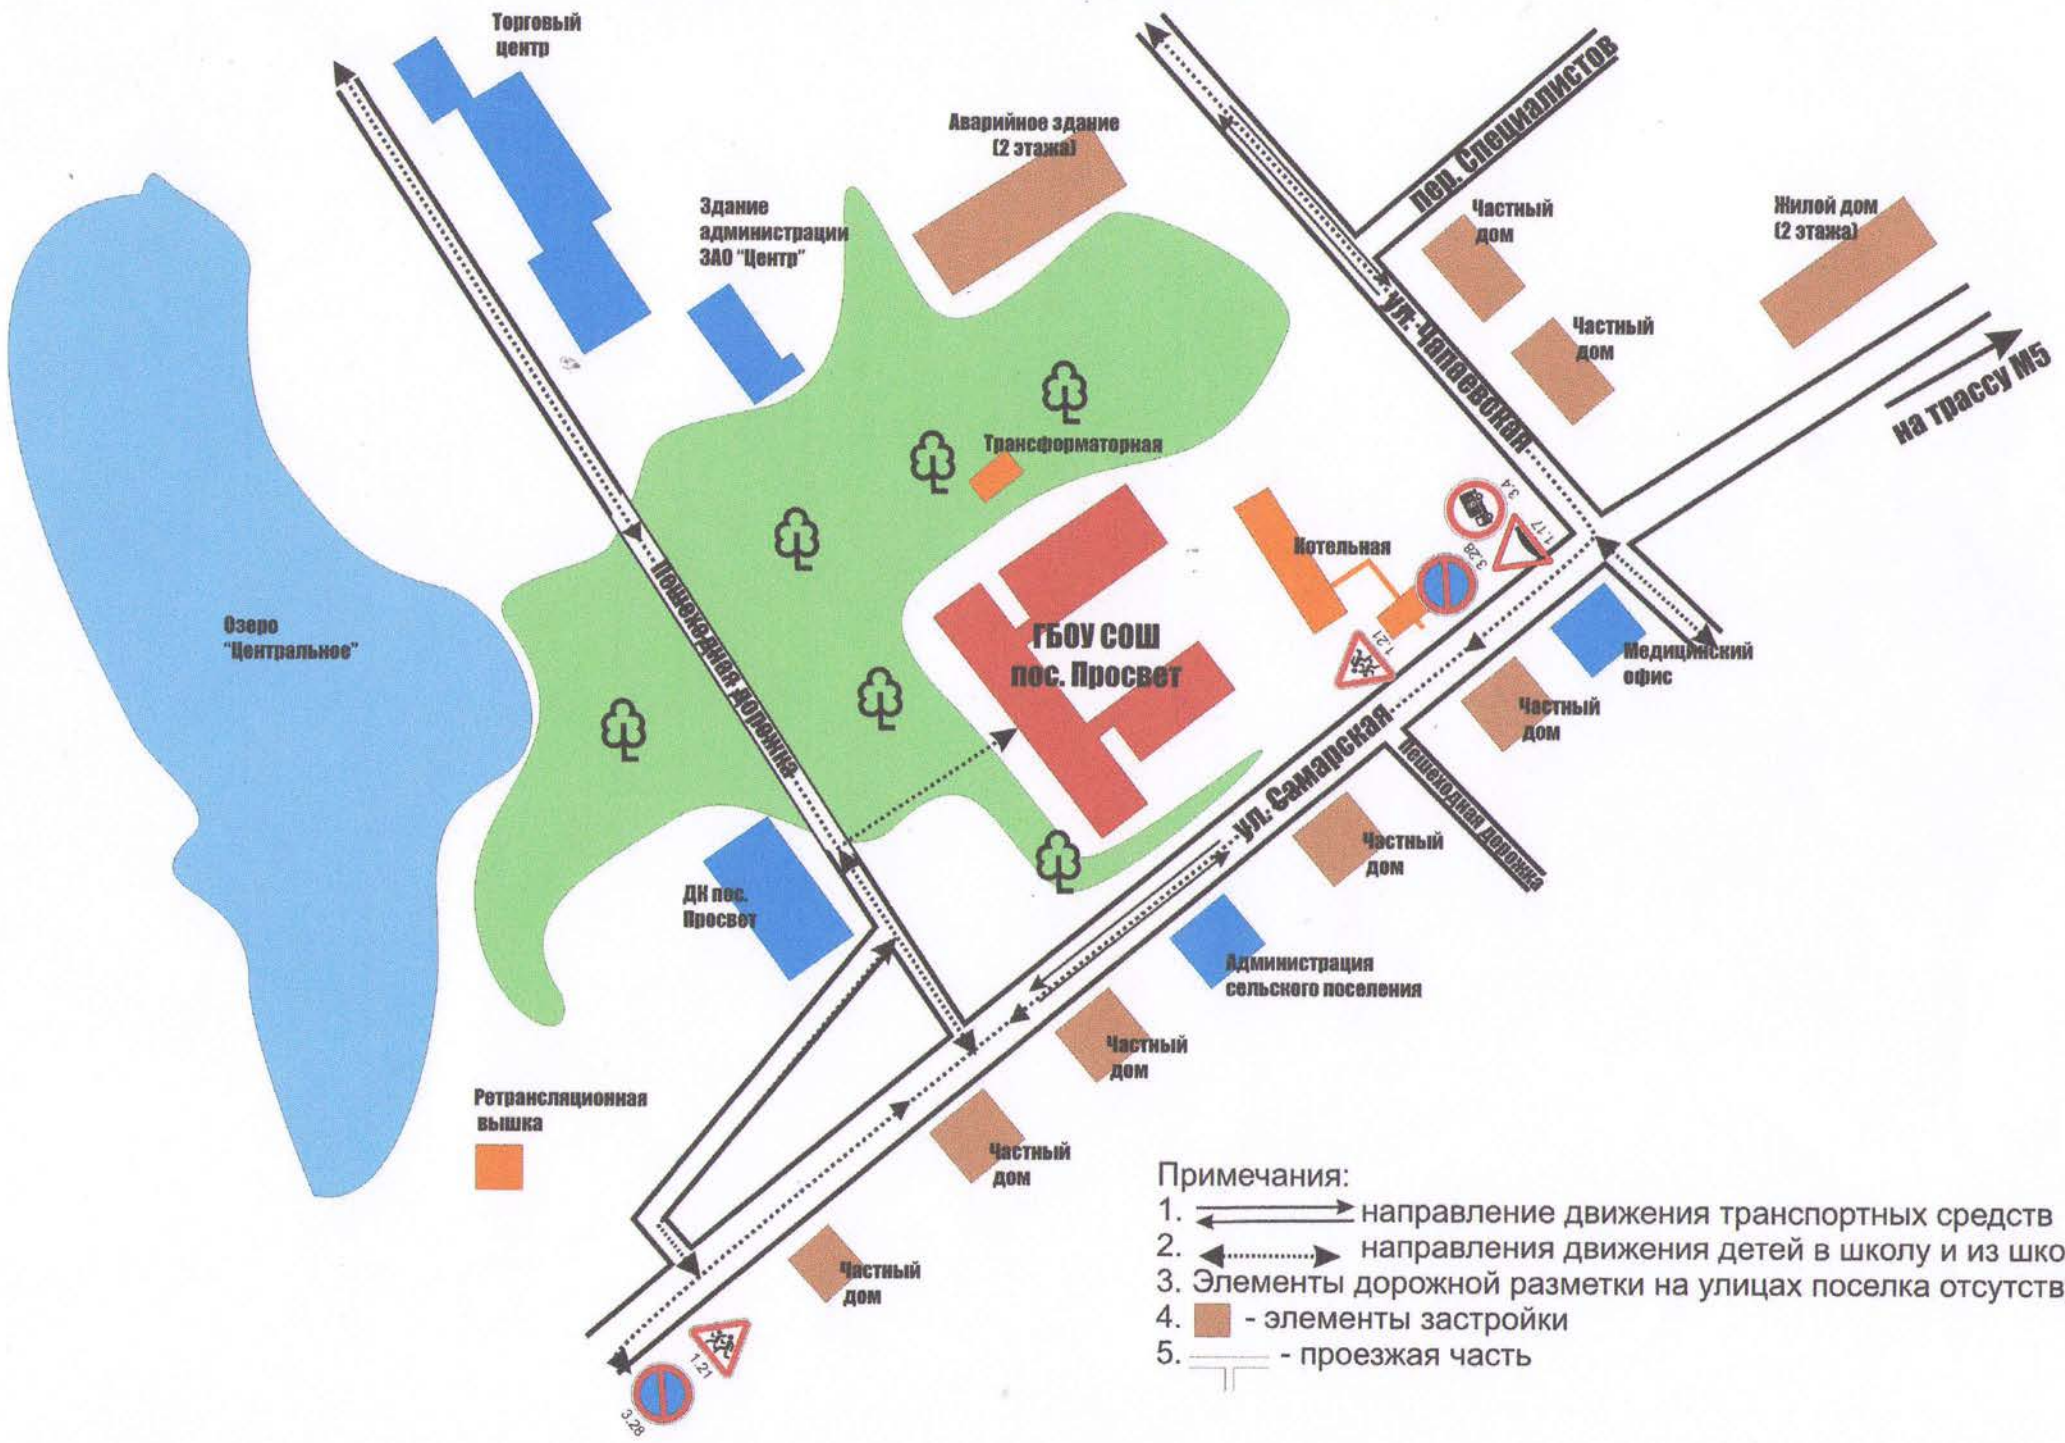 Торговый
центр
Аварийное здание
(2 этажа)
пер. Специалистов
Здание
администрации
ЗАО "Центр"
Частный
дом
Жилой дом
(2 этажа)
Частный
дом
ул. Чапаевская
на трассу М5
Трансформаторная
3.4
1.17
3.28
Котельная
Пешеходная дорожка
Озеро
"Центральное"
ГБОУ СОШ
пос. Просвет
1.21
Медицинский
офис
Частный
дом
ул. Самарская
Пешеходная дорожка
Частный
дом
ДК пос.
Просвет
Администрация
сельского поселения
Частный
дом
Ретрансляционная
вышка
Частный
дом
Частный
дом
1.21
3.28
Примечания:
1. направление движения транспортных средств
2. направления движения детей в школу и из шко
3. Элементы дорожной разметки на улицах поселка отсутств
4. - элементы застройки
5. - проезжая часть